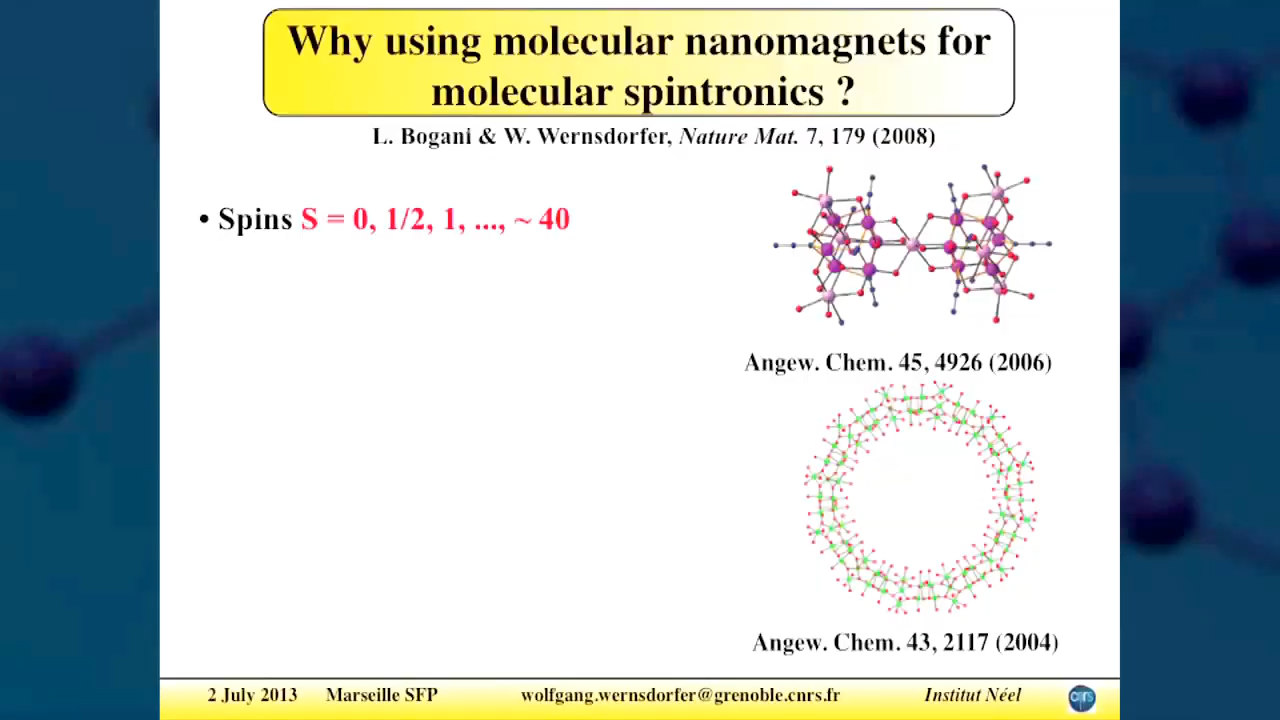 Why using molecular nanomagnets for
molecular spintronics ?
L. Bogani & W. Wernsdorfer, Nature Mat. 7, 179 (2008)
• Spins S = 0, 1/2, 1, ..., ~ 40
Angew. Chem. 45, 4926 (2006)
Angew. Chem. 43, 2117 (2004)
2 July 2013 Marseille SFP wolfgang.wernsdorfer@grenoble.cnrs.fr Institut Néel cnrs